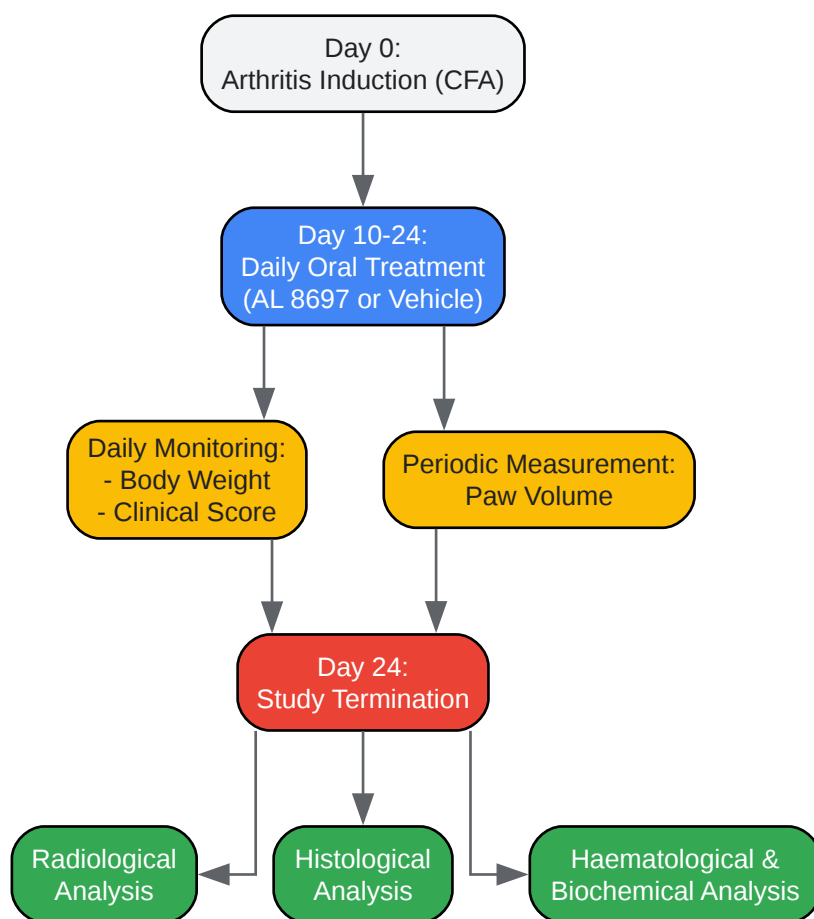 Day 0:
Arthritis Induction (CFA)
Day 10-24:
Daily Oral Treatment
(AL 8697 or Vehicle)
Daily Monitoring:
- Body Weight
- Clinical Score
Periodic Measurement:
Paw Volume
Day 24:
Study Termination
Radiological
Analysis
Histological
Analysis
Haematological &
Biochemical Analysis